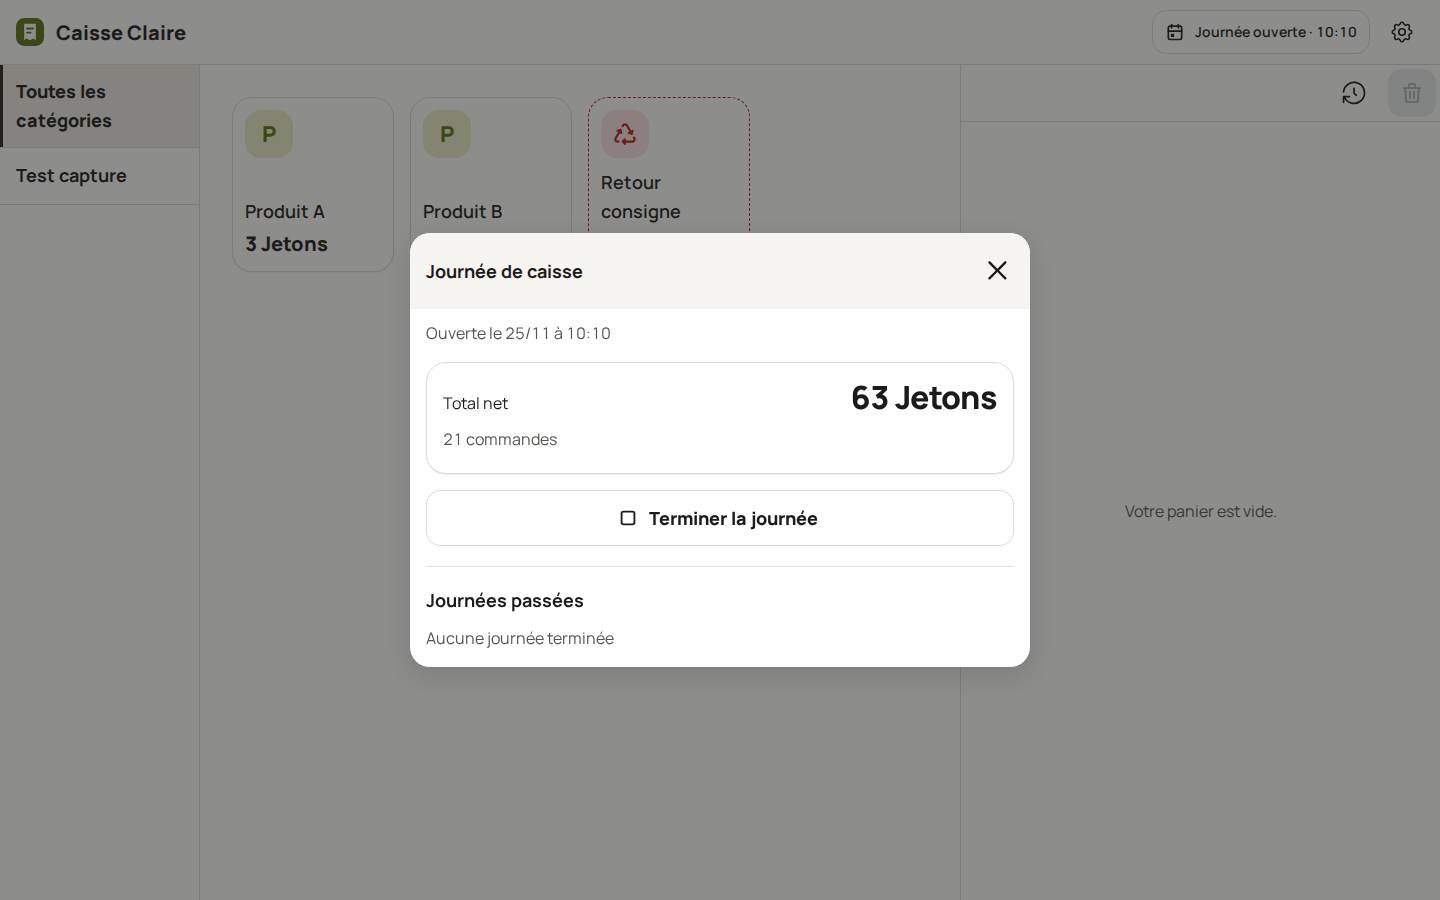 Caisse Claire
Journée ouverte · 10:10
Toutes les
catégories
Test capture
P
Produit A
3 Jetons
P
Produit B
Retour
consigne
Journée de caisse
Ouverte le 25/11 à 10:10
Total net
63 Jetons
21 commandes
Terminer la journée
Journées passées
Aucune journée terminée
Votre panier est vide.